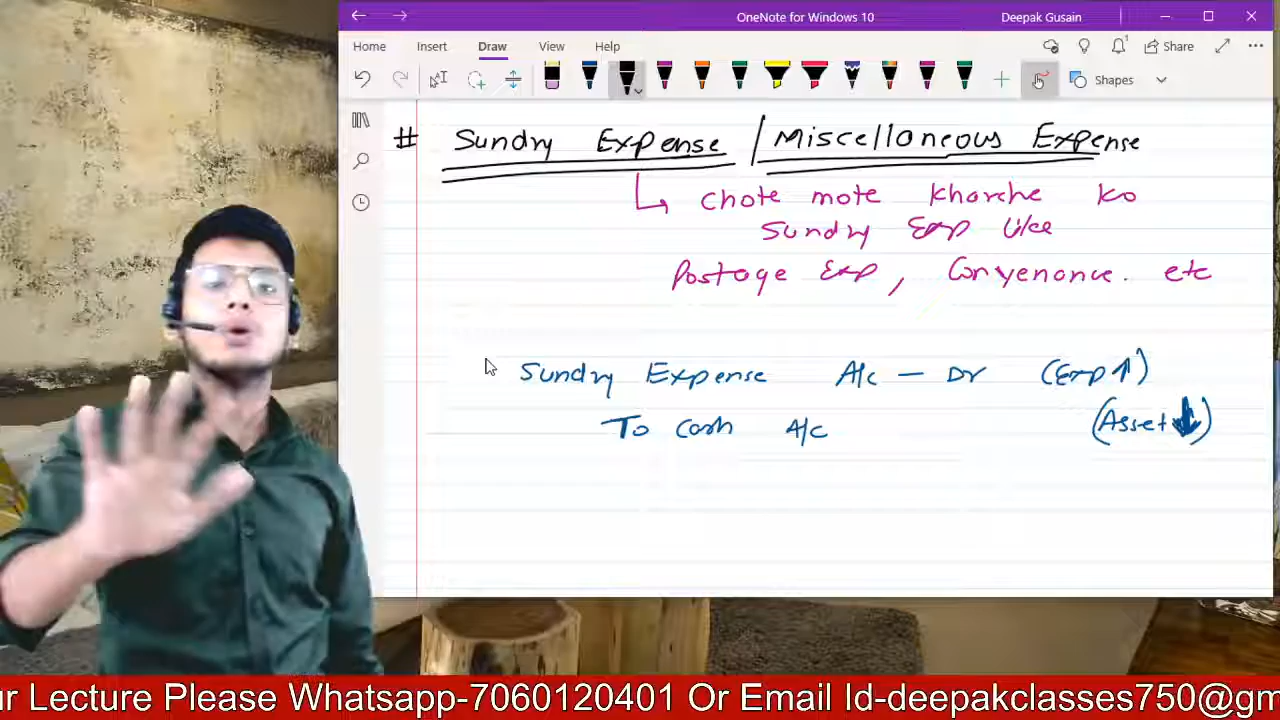 OneNote for Windows 10
Deepak Gusain
Home Insert Draw View Help Share
Shapes
# Sundry Expense / Miscellaneous Expense
Chote mote kharche ko
Sundry Exp like
Postage Exp, Convenance. etc
Sundry Expense A/c — Dr (Exp↑)
To Cash A/c (Asset↓)
ur Lecture Please Whatsapp-7060120401 Or Email Id-deepakclasses750@gm